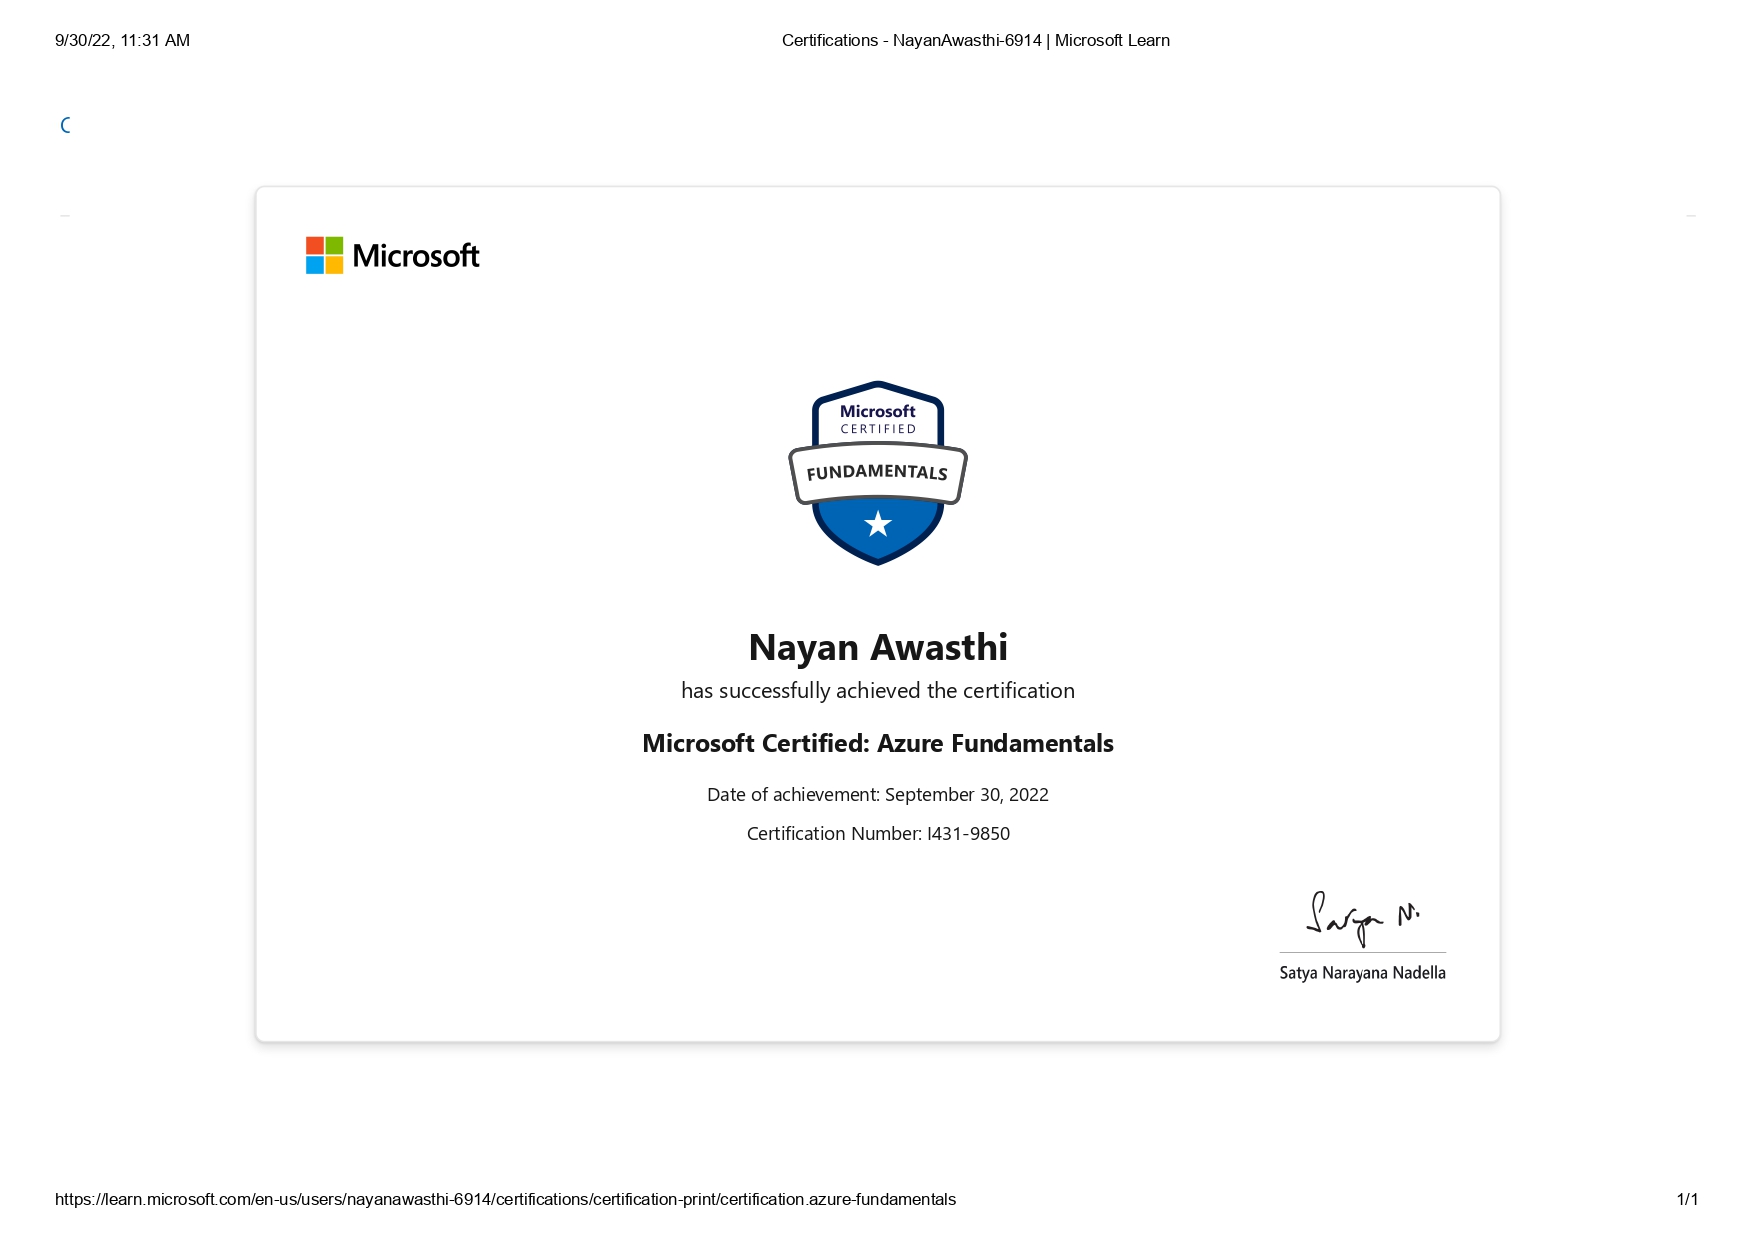 9/30/22, 11:31 AM
Certifications - NayanAwasthi-6914 | Microsoft Learn
C
Microsoft
Microsoft
CERTIFIED
FUNDAMENTALS
Nayan Awasthi
has successfully achieved the certification
Microsoft Certified: Azure Fundamentals
Date of achievement: September 30, 2022
Certification Number: I431-9850
Satya N.
Satya Narayana Nadella
https://learn.microsoft.com/en-us/users/nayanawasthi-6914/certifications/certification-print/certification.azure-fundamentals
1/1